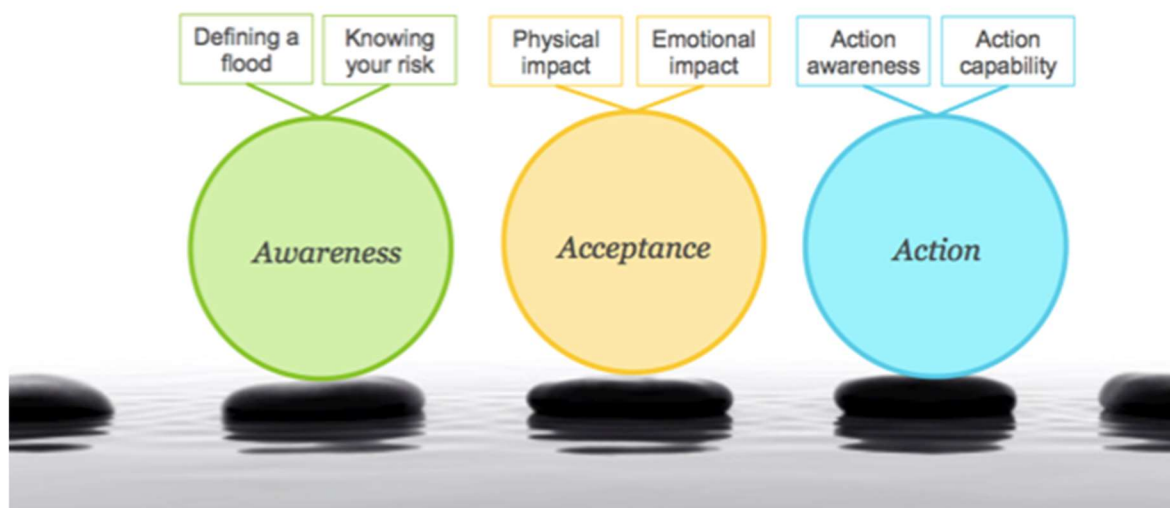 Defining a
flood
Knowing
your risk
Physical
impact
Emotional
impact
Action
awareness
Action
capability
Awareness
Acceptance
Action